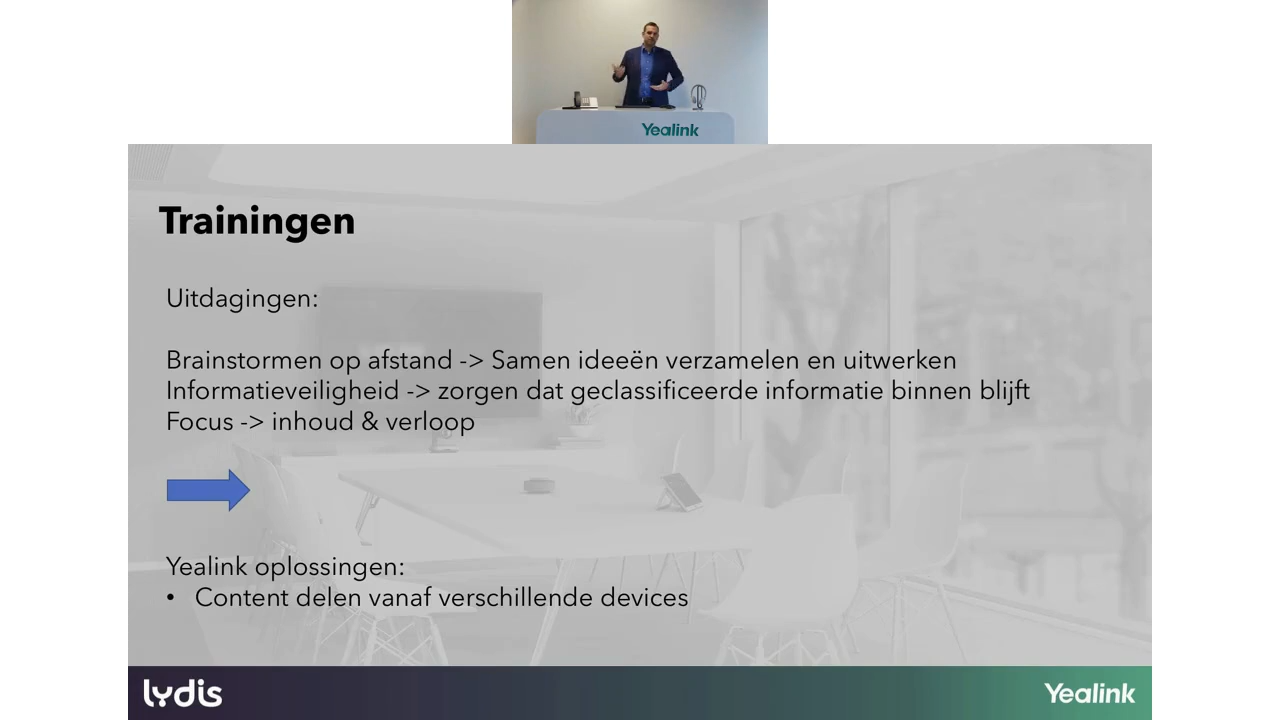 Yealink
Trainingen
Uitdagingen:
Brainstormen op afstand -> Samen ideeën verzamelen en uitwerken
Informatieveiligheid -> zorgen dat geclassificeerde informatie binnen blijft
Focus -> inhoud & verloop
Yealink oplossingen:
• Content delen vanaf verschillende devices
lydis
Yealink